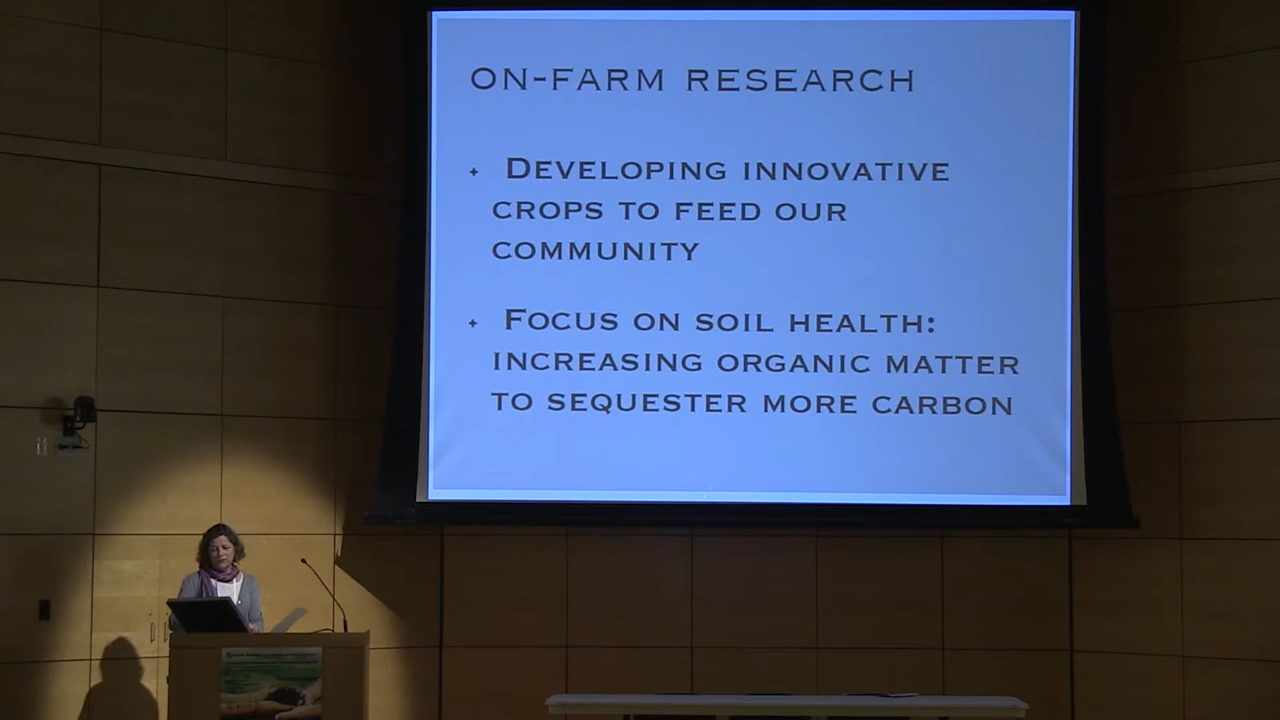 ON-FARM RESEARCH
+ DEVELOPING INNOVATIVE
CROPS TO FEED OUR
COMMUNITY
+ FOCUS ON SOIL HEALTH:
INCREASING ORGANIC MATTER
TO SEQUESTER MORE CARBON